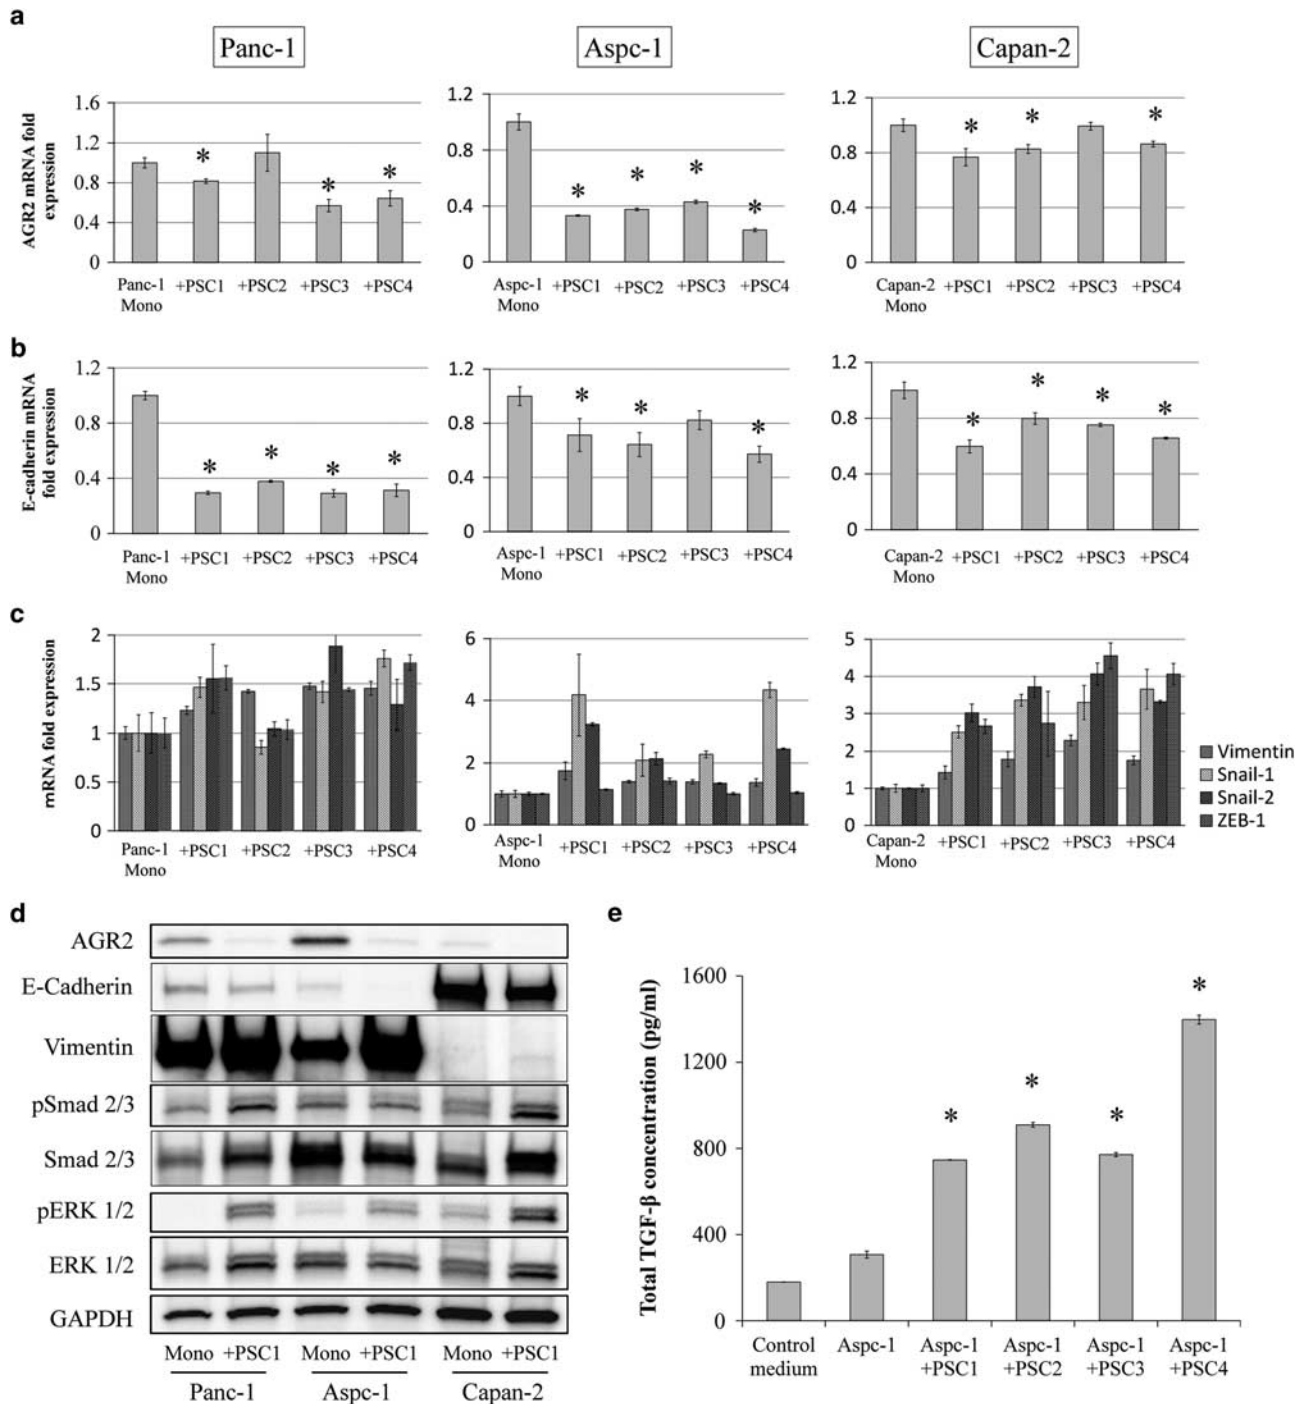 a
Panc-1
Aspc-1
Capan-2
AGR2 mRNA fold
expression
1.6
1.2
0.8
0.4
0
*
*
*
Panc-1
Mono
+PSC1
+PSC2
+PSC3
+PSC4
1.2
0.8
0.4
0
*
*
*
*
Aspc-1
Mono
+PSC1
+PSC2
+PSC3
+PSC4
1.2
0.8
0.4
0
*
*
*
Capan-2
Mono
+PSC1
+PSC2
+PSC3
+PSC4
b
E-cadherin mRNA
fold expression
1.2
0.8
0.4
0
*
*
*
*
Panc-1
Mono
+PSC1
+PSC2
+PSC3
+PSC4
1.2
0.8
0.4
0
*
*
*
Aspc-1
Mono
+PSC1
+PSC2
+PSC3
+PSC4
1.2
0.8
0.4
0
*
*
*
*
Capan-2
Mono
+PSC1
+PSC2
+PSC3
+PSC4
c
mRNA fold expression
2
1.5
1
0.5
0
Panc-1
Mono
+PSC1
+PSC2
+PSC3
+PSC4
6
4
2
0
Aspc-1
Mono
+PSC1
+PSC2
+PSC3
+PSC4
5
4
3
2
1
0
Capan-2
Mono
+PSC1
+PSC2
+PSC3
+PSC4
Vimentin
Snail-1
Snail-2
ZEB-1
d
AGR2
E-Cadherin
Vimentin
pSmad 2/3
Smad 2/3
pERK 1/2
ERK 1/2
GAPDH
Mono +PSC1 Mono +PSC1 Mono +PSC1
Panc-1 Aspc-1 Capan-2
e
Total TGF-β concentration (pg/ml)
1600
1200
800
400
0
*
*
*
*
Control
medium
Aspc-1
Aspc-1
+PSC1
Aspc-1
+PSC2
Aspc-1
+PSC3
Aspc-1
+PSC4